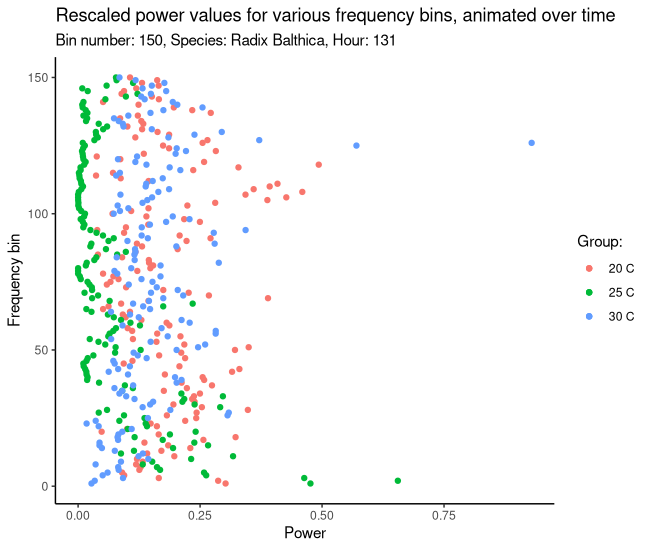 Rescaled power values for various frequency bins, animated over time
Bin number: 150, Species: Radix Balthica, Hour: 131
150
100
50
0
Frequency bin
0.00
0.25
0.50
0.75
Power
Group:
20 C
25 C
30 C